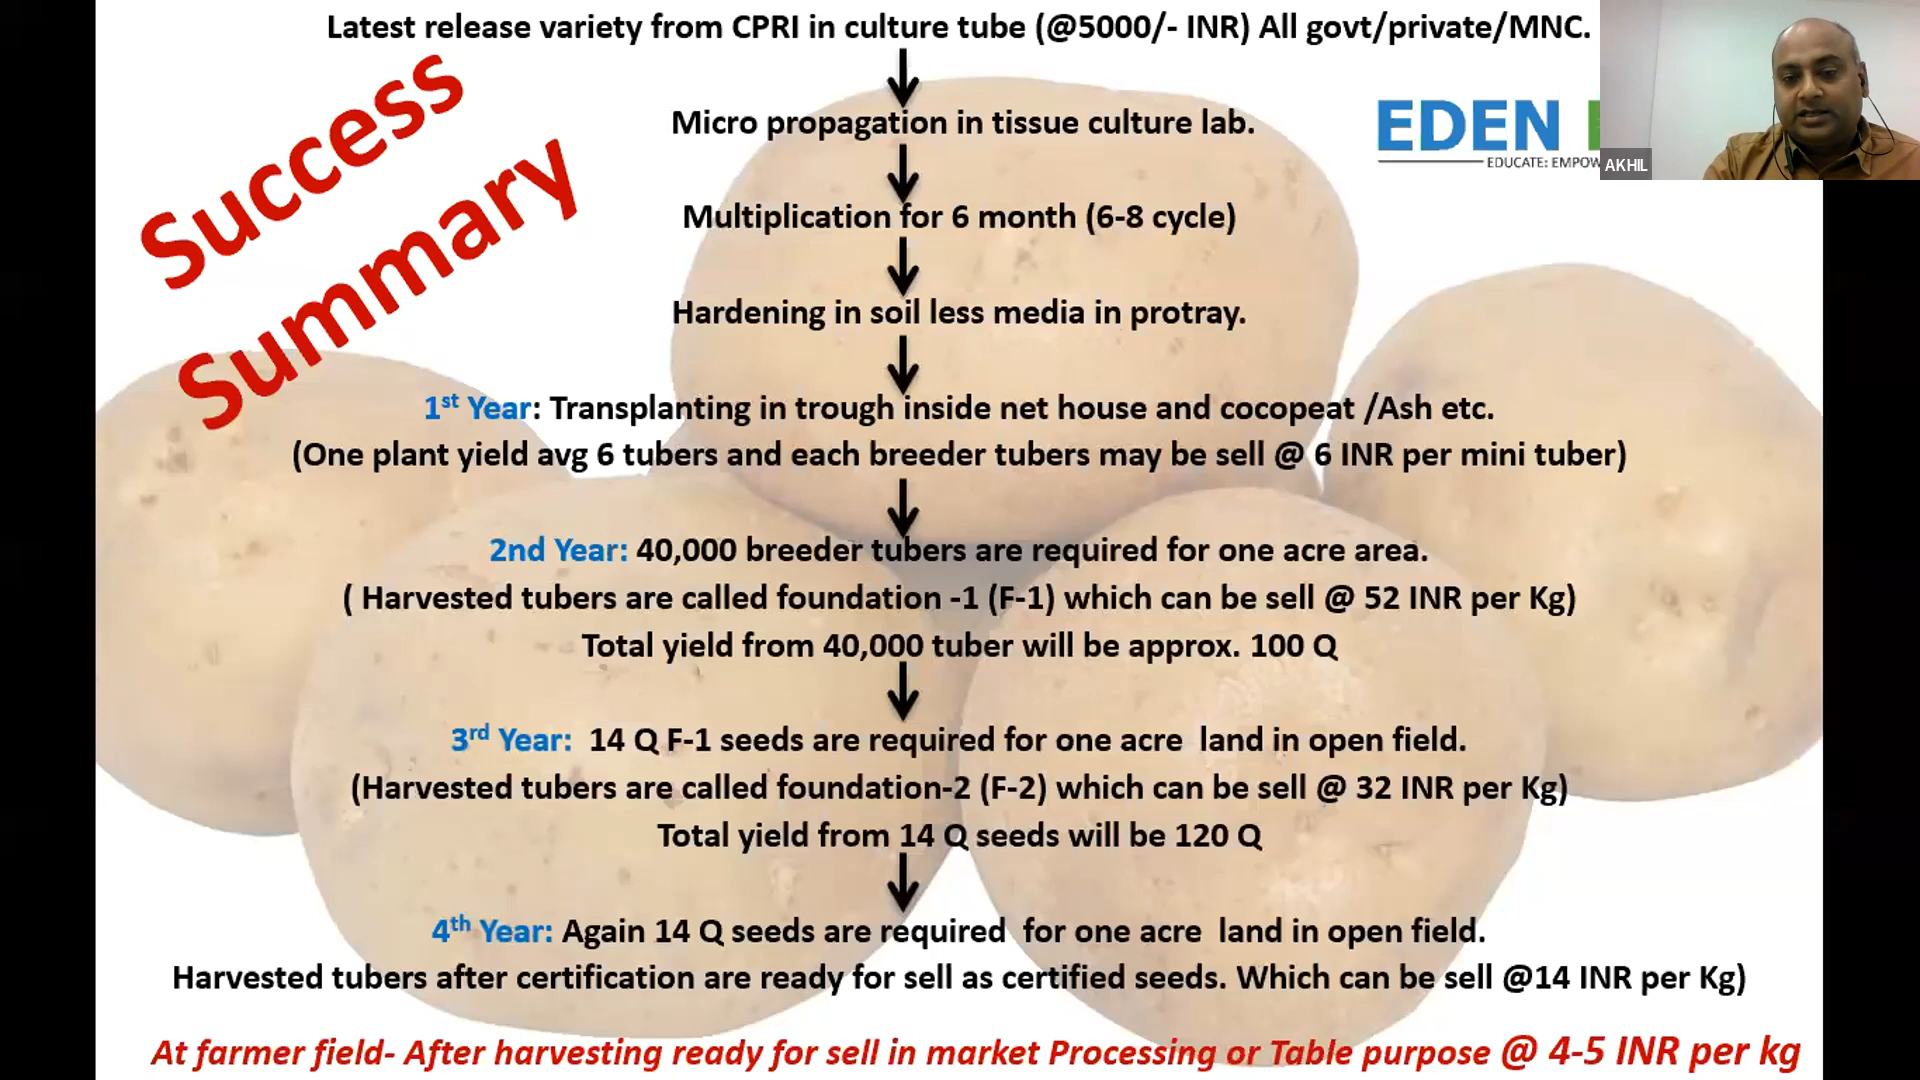 Latest release variety from CPRI in culture tube (@5000/- INR) All govt/private/MNC.
Success
Summary
EDEN
EDUCATE: EMPOW
AKHIL
Micro propagation in tissue culture lab.
Multiplication for 6 month (6-8 cycle)
Hardening in soil less media in protray.
1st Year: Transplanting in trough inside net house and cocopeat /Ash etc.
(One plant yield avg 6 tubers and each breeder tubers may be sell @ 6 INR per mini tuber)
2nd Year: 40,000 breeder tubers are required for one acre area.
( Harvested tubers are called foundation -1 (F-1) which can be sell @ 52 INR per Kg)
Total yield from 40,000 tuber will be approx. 100 Q
3rd Year: 14 Q F-1 seeds are required for one acre land in open field.
(Harvested tubers are called foundation-2 (F-2) which can be sell @ 32 INR per Kg)
Total yield from 14 Q seeds will be 120 Q
4th Year: Again 14 Q seeds are required for one acre land in open field.
Harvested tubers after certification are ready for sell as certified seeds. Which can be sell @14 INR per Kg)
At farmer field- After harvesting ready for sell in market Processing or Table purpose @ 4-5 INR per kg